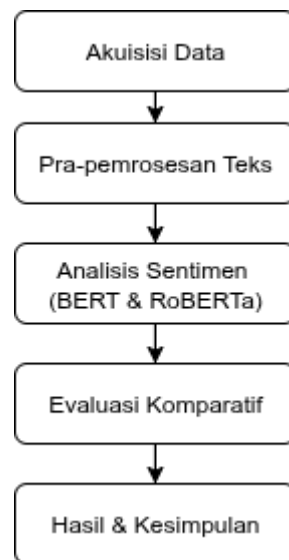 Akuisisi Data
Pra-pemrosesan Teks
Analisis Sentimen
(BERT & RoBERTa)
Evaluasi Komparatif
Hasil & Kesimpulan